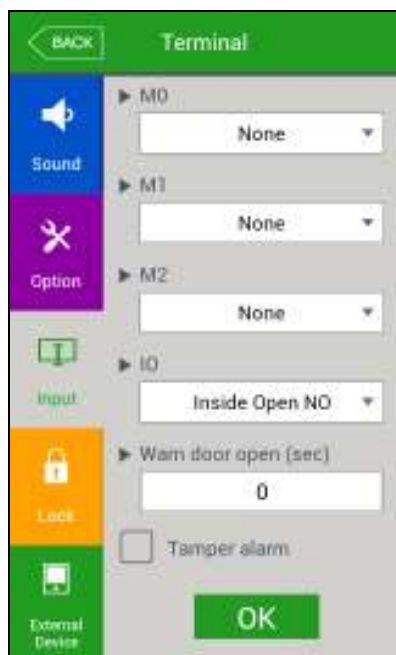 BACK
Terminal
Sound
Option
Input
Lock
External
Device
M0
None
M1
None
M2
None
IO
Inside Open NO
Warn door open (sec)
0
Tamper alarm
OK